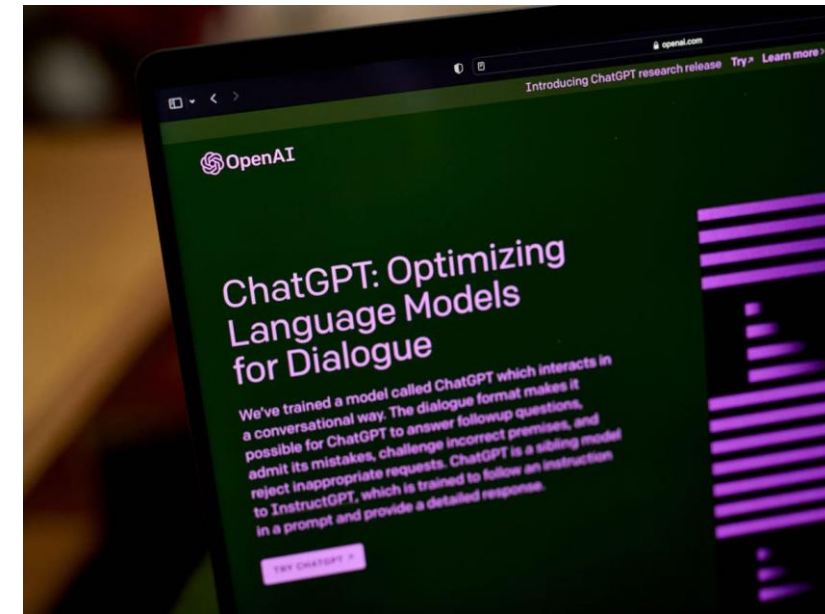 openai.com
Introducing ChatGPT research release Try↗ Learn more ›
OpenAI
ChatGPT: Optimizing
Language Models
for Dialogue
We've trained a model called ChatGPT which interacts in
a conversational way. The dialogue format makes it
possible for ChatGPT to answer followup questions,
admit its mistakes, challenge incorrect premises, and
reject inappropriate requests. ChatGPT is a sibling model
to InstructGPT, which is trained to follow an instruction
in a prompt and provide a detailed response.
TRY CHATGPT ↗